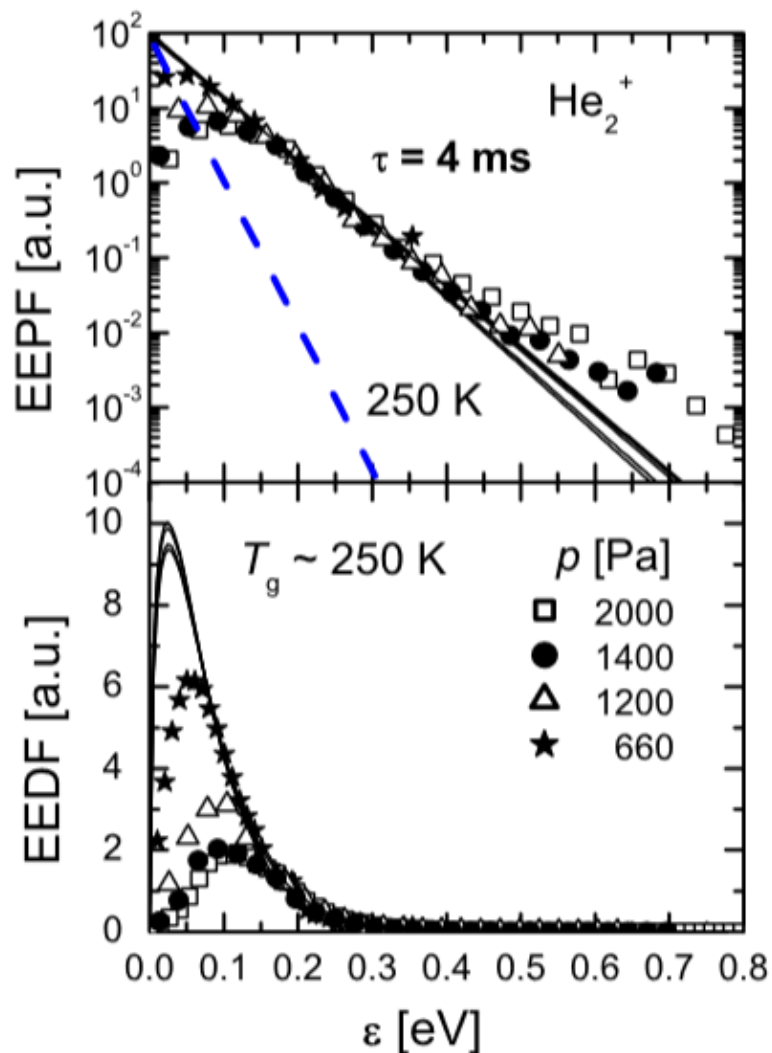 EEPF [a.u.]
10²
10¹
10⁰
10⁻¹
10⁻²
10⁻³
10⁻⁴
He₂⁺
τ = 4 ms
250 K
EEDF [a.u.]
10
8
6
4
2
0
T_g ~ 250 K
p [Pa]
2000
1400
1200
660
0.0 0.1 0.2 0.3 0.4 0.5 0.6 0.7 0.8
ε [eV]